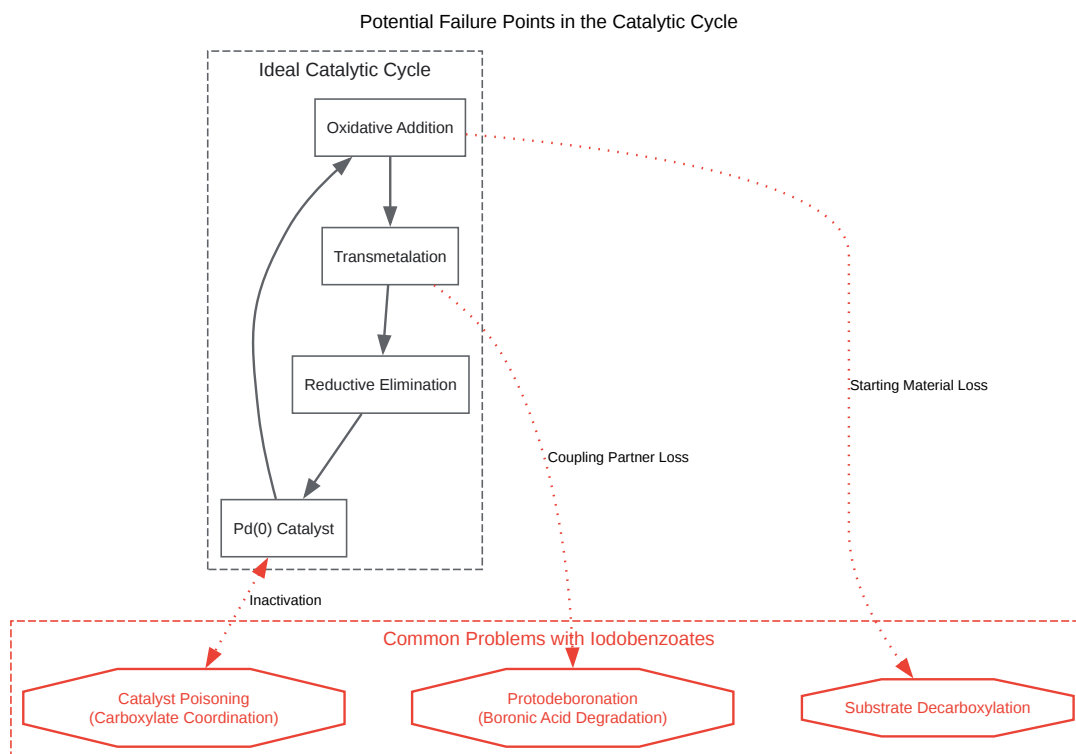 Potential Failure Points in the Catalytic Cycle
Ideal Catalytic Cycle
Oxidative Addition
Transmetalation
Reductive Elimination
Starting Material Loss
Coupling Partner Loss
Pd(0) Catalyst
Inactivation
Common Problems with Iodobenzoates
Catalyst Poisoning
(Carboxylate Coordination)
Protodeboronation
(Boronic Acid Degradation)
Substrate Decarboxylation